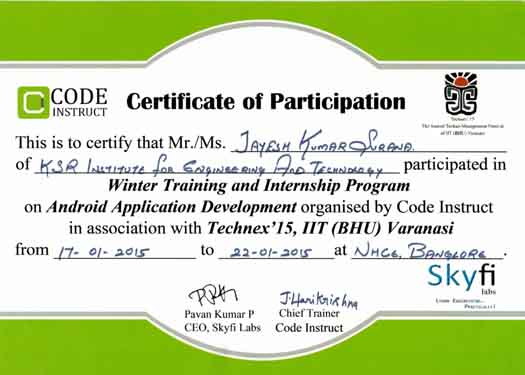 CODE
INSTRUCT
Certificate of Participation
Technex' 15
The Annual Techno-Management Festival
of IIT (BHU) Varanasi
This is to certify that Mr./Ms. JAYESH KUMAR SURANA.
of KSR INSTITUTE for ENGINEERING AND TECHNOLOGY participated in
Winter Training and Internship Program
on Android Application Development organised by Code Instruct
in association with Technex'15, IIT (BHU) Varanasi
from 17-01-2015 to 22-01-2015 at NHCE, BANGLORE.
Skyfi
labs
Learn Engineering...
Practically!
J.HariKrishna
Pavan Kumar P
CEO, Skyfi Labs
Chief Trainer
Code Instruct